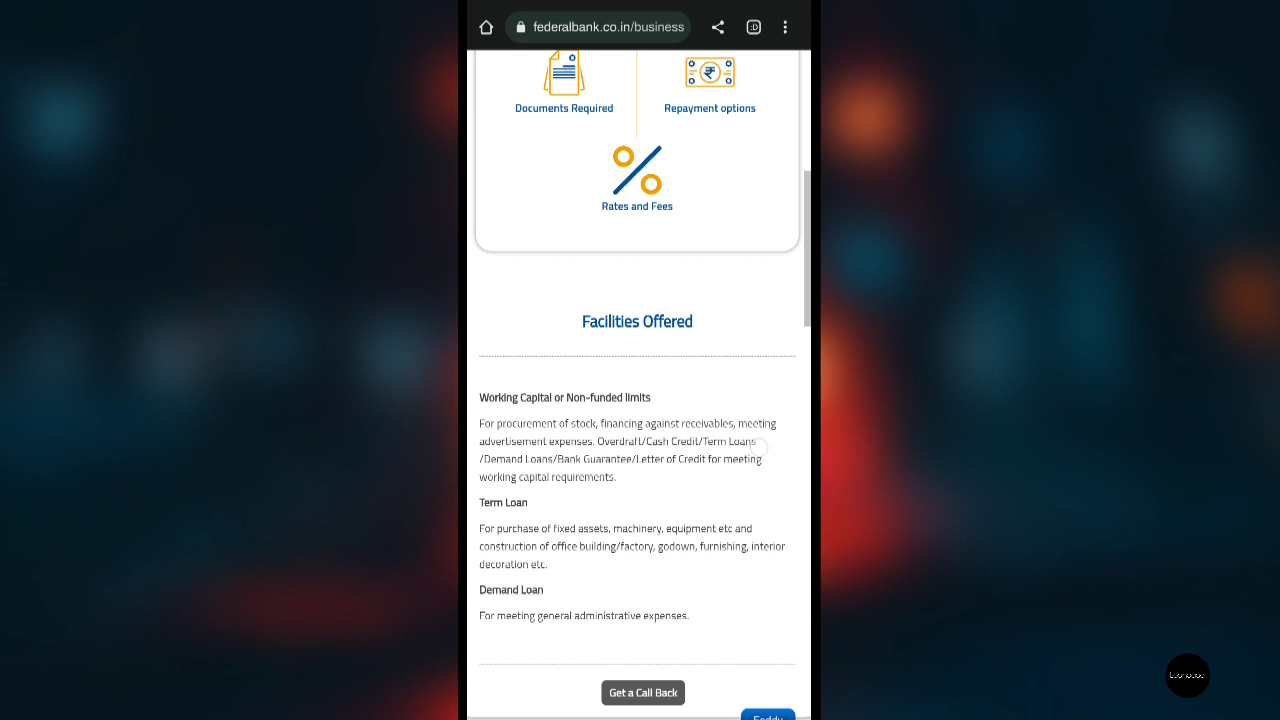 federalbank.co.in/business
:D
Documents Required
Repayment options
Rates and Fees
Facilities Offered
Working Capital or Non-funded limits
For procurement of stock, financing against receivables, meeting
advertisement expenses. Overdraft/Cash Credit/Term Loans
/Demand Loans/Bank Guarantee/Letter of Credit for meeting
working capital requirements.
Term Loan
For purchase of fixed assets, machinery, equipment etc and
construction of office building/factory, godown, furnishing, interior
decoration etc.
Demand Loan
For meeting general administrative expenses.
Get a Call Back
Feddy